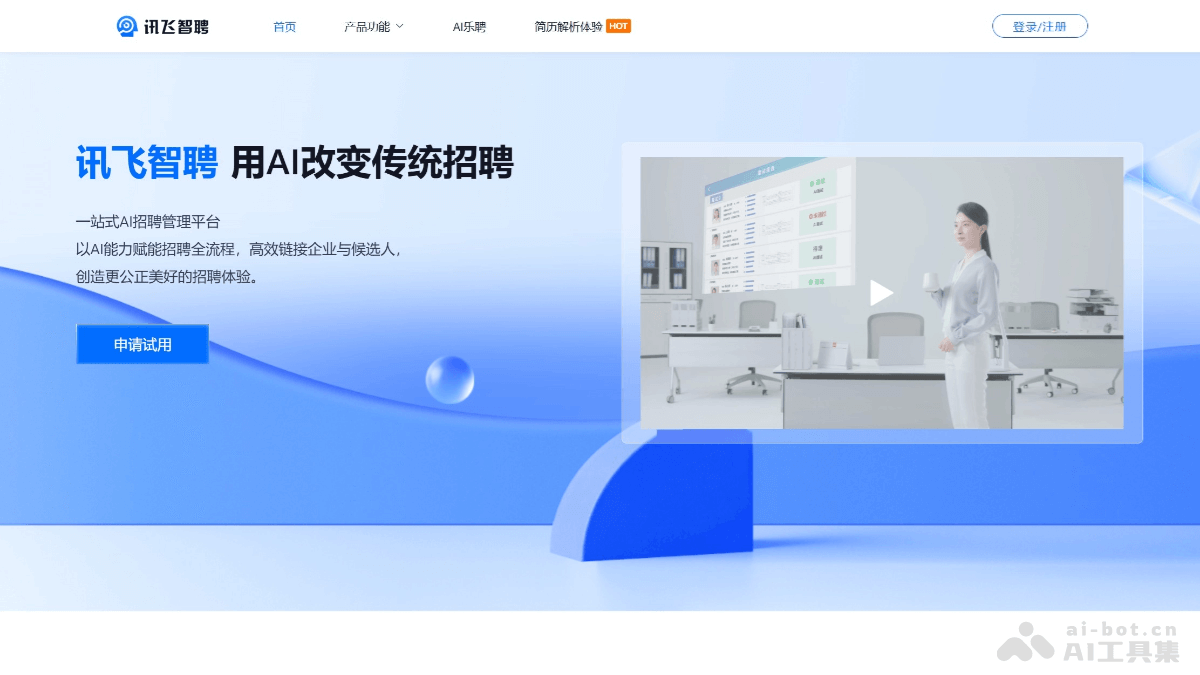 讯飞智聘
首页
产品功能
AI乐聘
简历解析体验 HOT
登录/注册
讯飞智聘 用AI改变传统招聘
一站式AI招聘管理平台
以AI能力赋能招聘全流程，高效链接企业与候选人，
创造更公正美好的招聘体验。
申请试用
ai-bot.cn
AI工具集